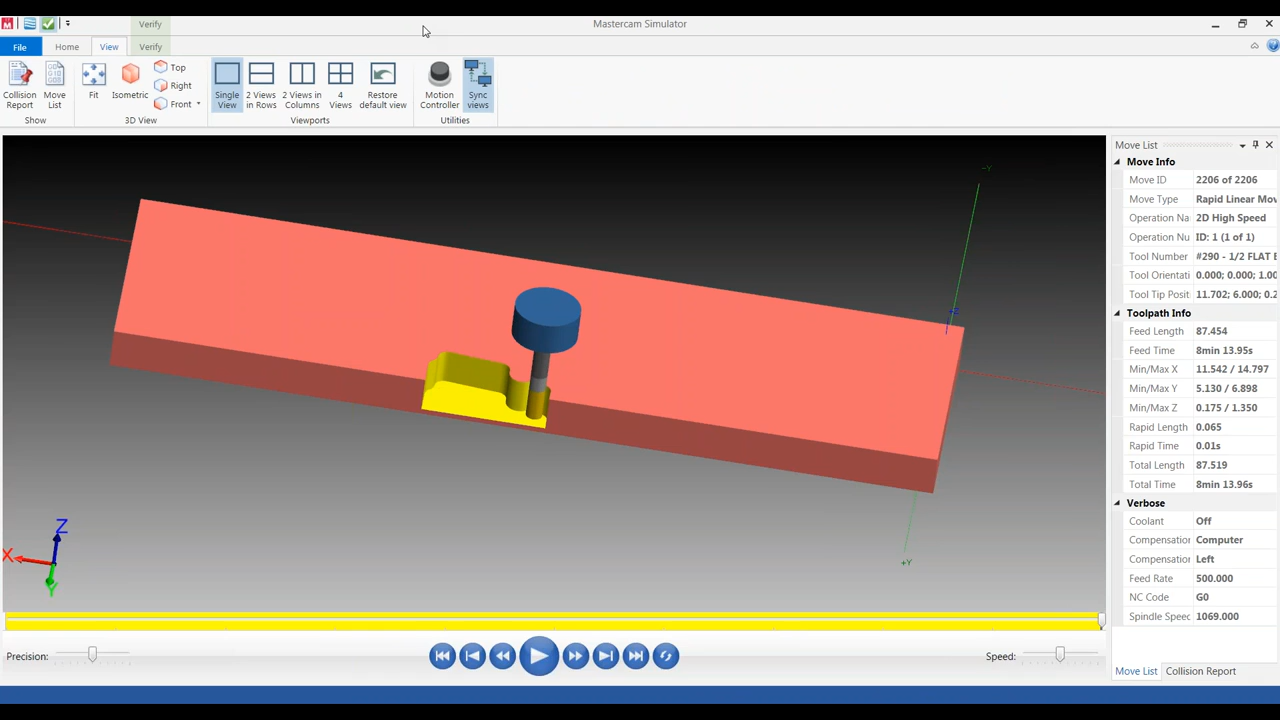 Verify
Mastercam Simulator
File
Home
View
Verify
Collision
Report
Move
List
Show
Fit
Isometric
Top
Right
Front
3D View
Single
View
2 Views
in Rows
2 Views in
Columns
4
Views
Restore
default view
Viewports
Motion
Controller
Sync
views
Utilities
Move List
Move Info
Move ID 2206 of 2206
Move Type Rapid Linear Mov
Operation Na 2D High Speed
Operation Nu ID: 1 (1 of 1)
Tool Number #290 - 1/2 FLAT E
Tool Orientati 0.000; 0.000; 1.00
Tool Tip Posit 11.702; 6.000; 0.2
Toolpath Info
Feed Length 87.454
Feed Time 8min 13.95s
Min/Max X 11.542 / 14.797
Min/Max Y 5.130 / 6.898
Min/Max Z 0.175 / 1.350
Rapid Length 0.065
Rapid Time 0.01s
Total Length 87.519
Total Time 8min 13.96s
Verbose
Coolant Off
Compensation Computer
Compensation Left
Feed Rate 500.000
NC Code G0
Spindle Speed 1069.000
Move List
Collision Report
-Y
+Y
Z
X
Y
Precision:
Speed: